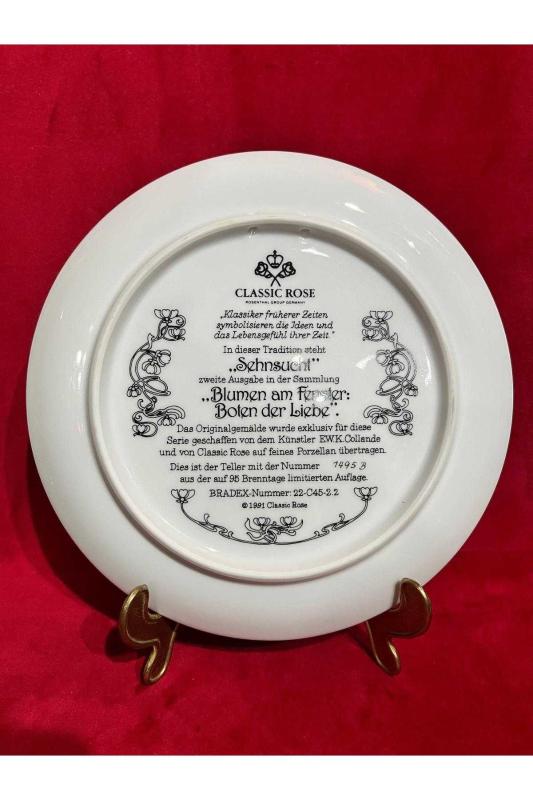 CLASSIC ROSE
ROSENTHAL GROUP GERMANY
„Klassiker früherer Zeiten
symbolisieren die Ideen und
das Lebensgefühl ihrer Zeit."
In dieser Tradition steht
„Sehnsucht"
zweite Ausgabe in der Sammlung
„Blumen am Fenster:
Boten der Liebe".
Das Originalgemälde wurde exklusiv für diese
Serie geschaffen von dem Künstler E.W.K.Collande
und von Classic Rose auf feines Porzellan übertragen.
Dies ist der Teller mit der Nummer 7495 B
aus der auf 95 Brenntage limitierten Auflage.
BRADEX-Nummer: 22-C45-2.2
© 1991 Classic Rose